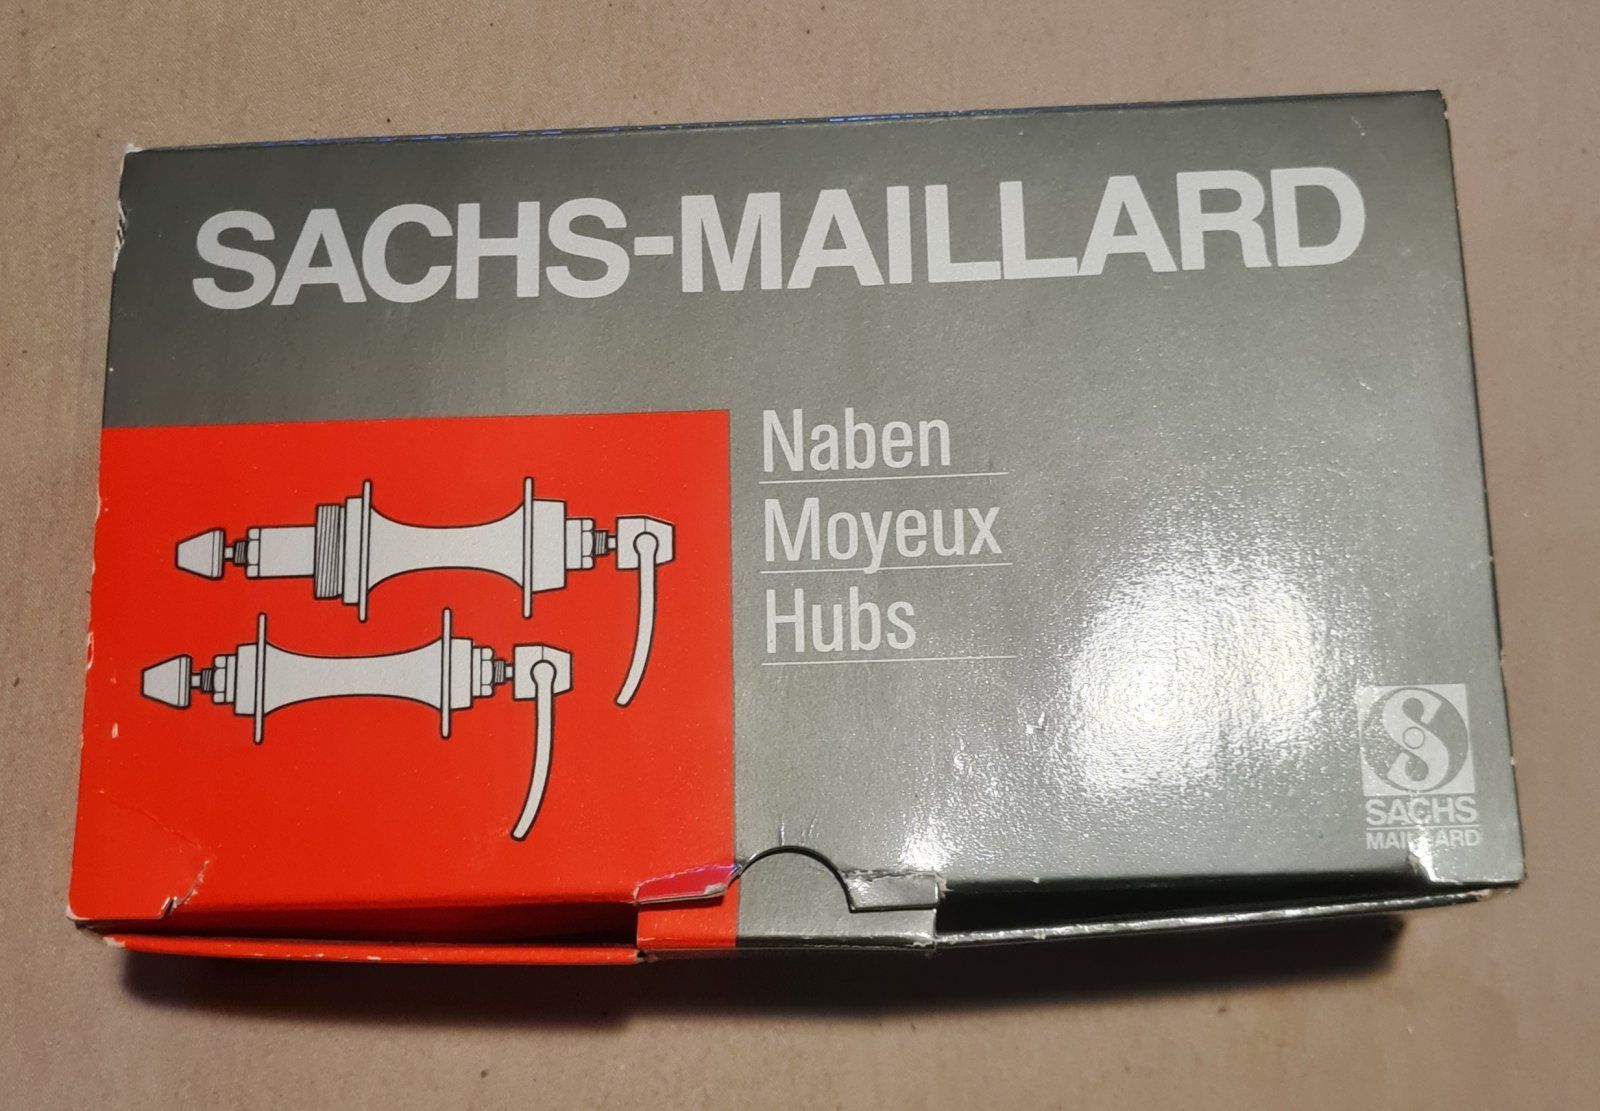 SACHS-MAILLARD
Naben
Moyeux
Hubs
S
SACHS
MAILLARD